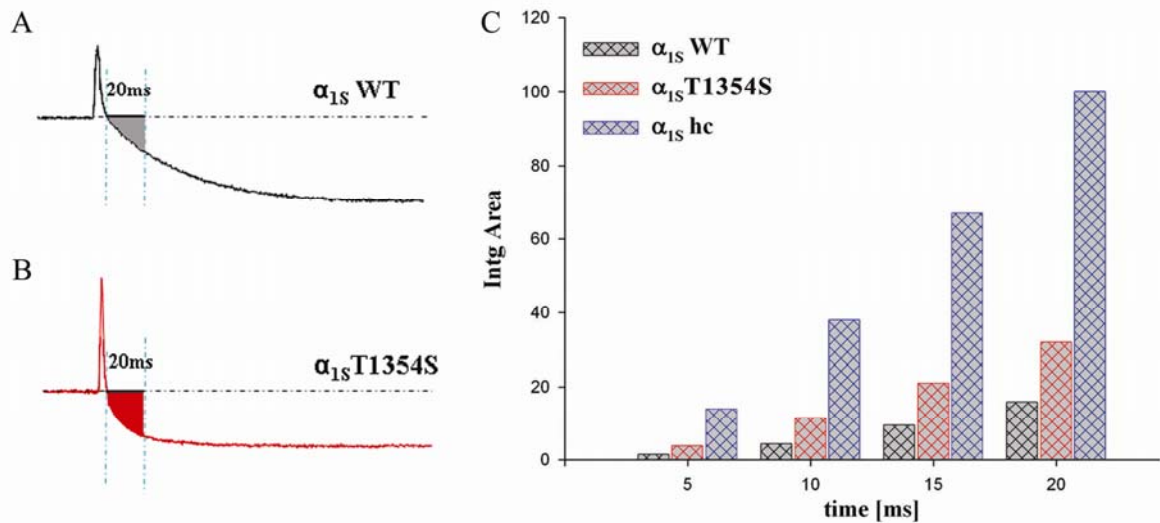 A
20ms
α1S WT
B
20ms
α1ST1354S
C
Intg Area
120
100
80
60
40
20
0
α1S WT
α1ST1354S
α1S hc
5
10
15
20
time [ms]